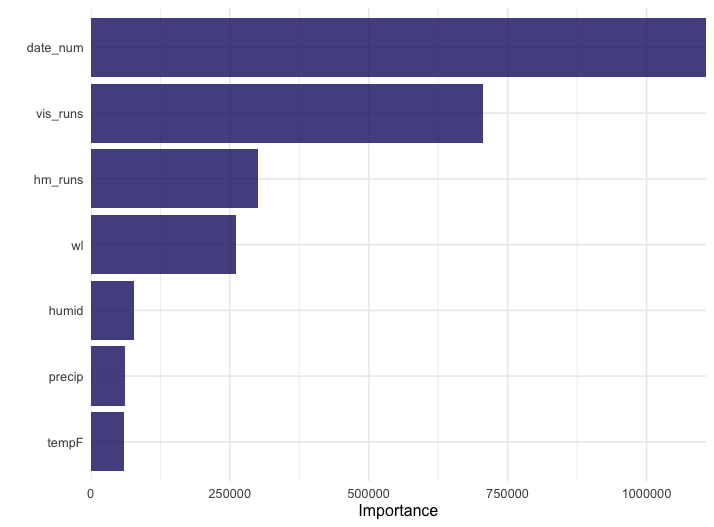 date_num
vis_runs
hm_runs
wl
humid
precip
tempF
0 250000 500000 750000 1000000
Importance